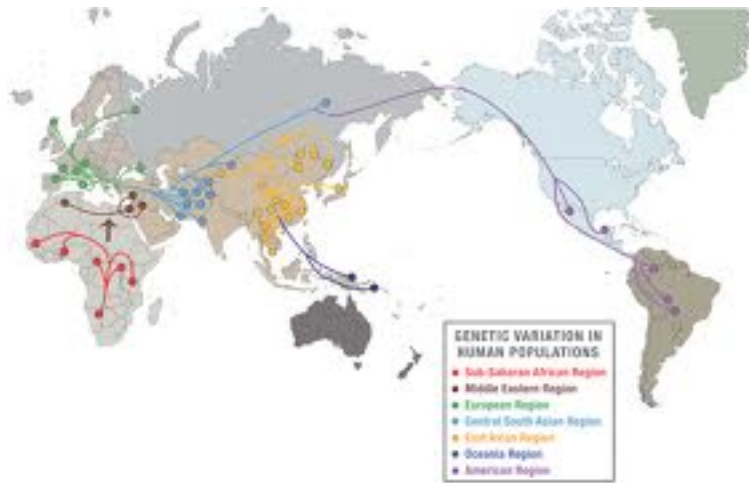 GENETIC VARIATION IN
HUMAN POPULATIONS
Sub-Saharan African Region
Middle Eastern Region
European Region
Central South Asian Region
East Asian Region
Oceania Region
American Region